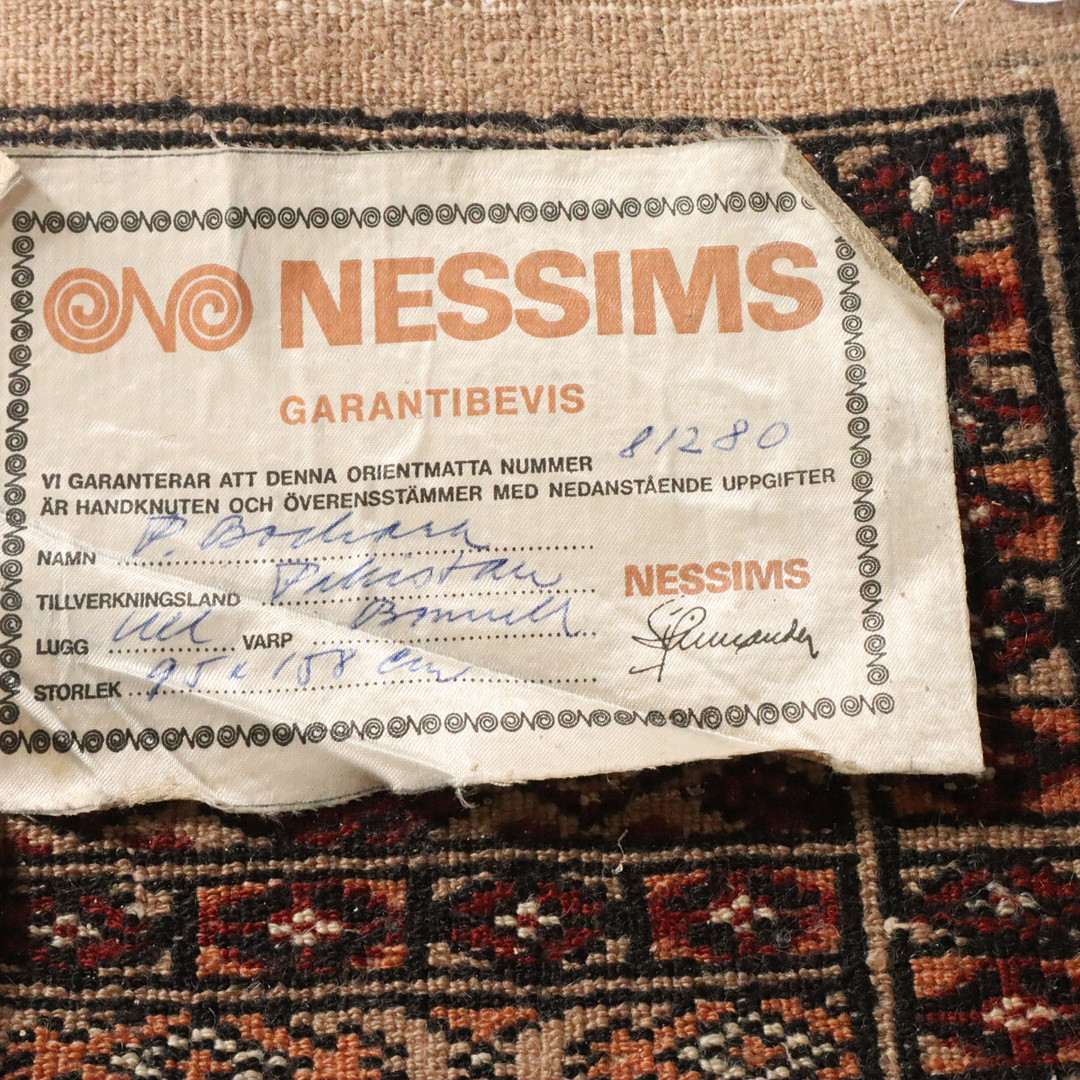 NESSIMS
GARANTIBEVIS
VI GARANTERAR ATT DENNA ORIENTMATTA NUMMER 81280
ÄR HANDKNUTEN OCH ÖVERENSSTÄMMER MED NEDANSTÅENDE UPPGIFTER
NAMN P. Bochara
TILLVERKNINGSLAND Pakistan
NESSIMS
LUGG Ull VARP Bomull
STORLEK 95 x 158 cm